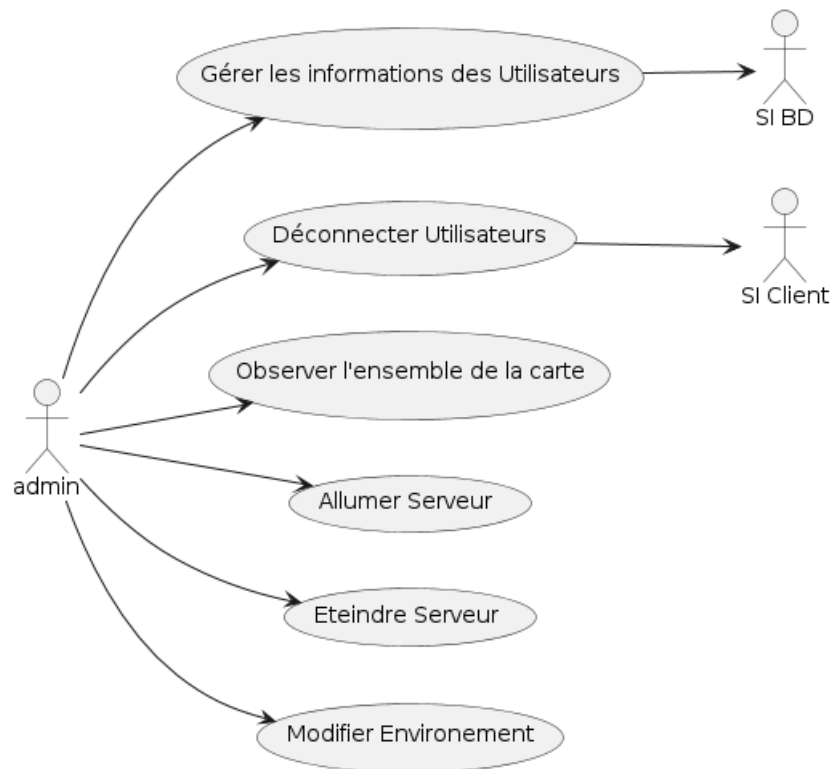 Gérer les informations des Utilisateurs
SI BD
Déconnecter Utilisateurs
SI Client
Observer l'ensemble de la carte
admin
Allumer Serveur
Eteindre Serveur
Modifier Environement